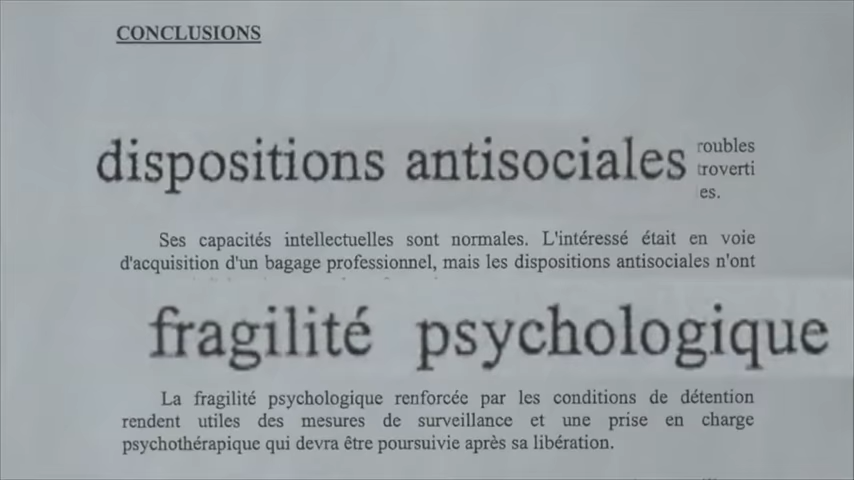 CONCLUSIONS
dispositions antisociales
roubles
troverti
es.
Ses capacités intellectuelles sont normales. L'intéressé était en voie
d'acquisition d'un bagage professionnel, mais les dispositions antisociales n'ont
fragilité psychologique
La fragilité psychologique renforcée par les conditions de détention
rendent utiles des mesures de surveillance et une prise en charge
psychothérapique qui devra être poursuivie après sa libération.